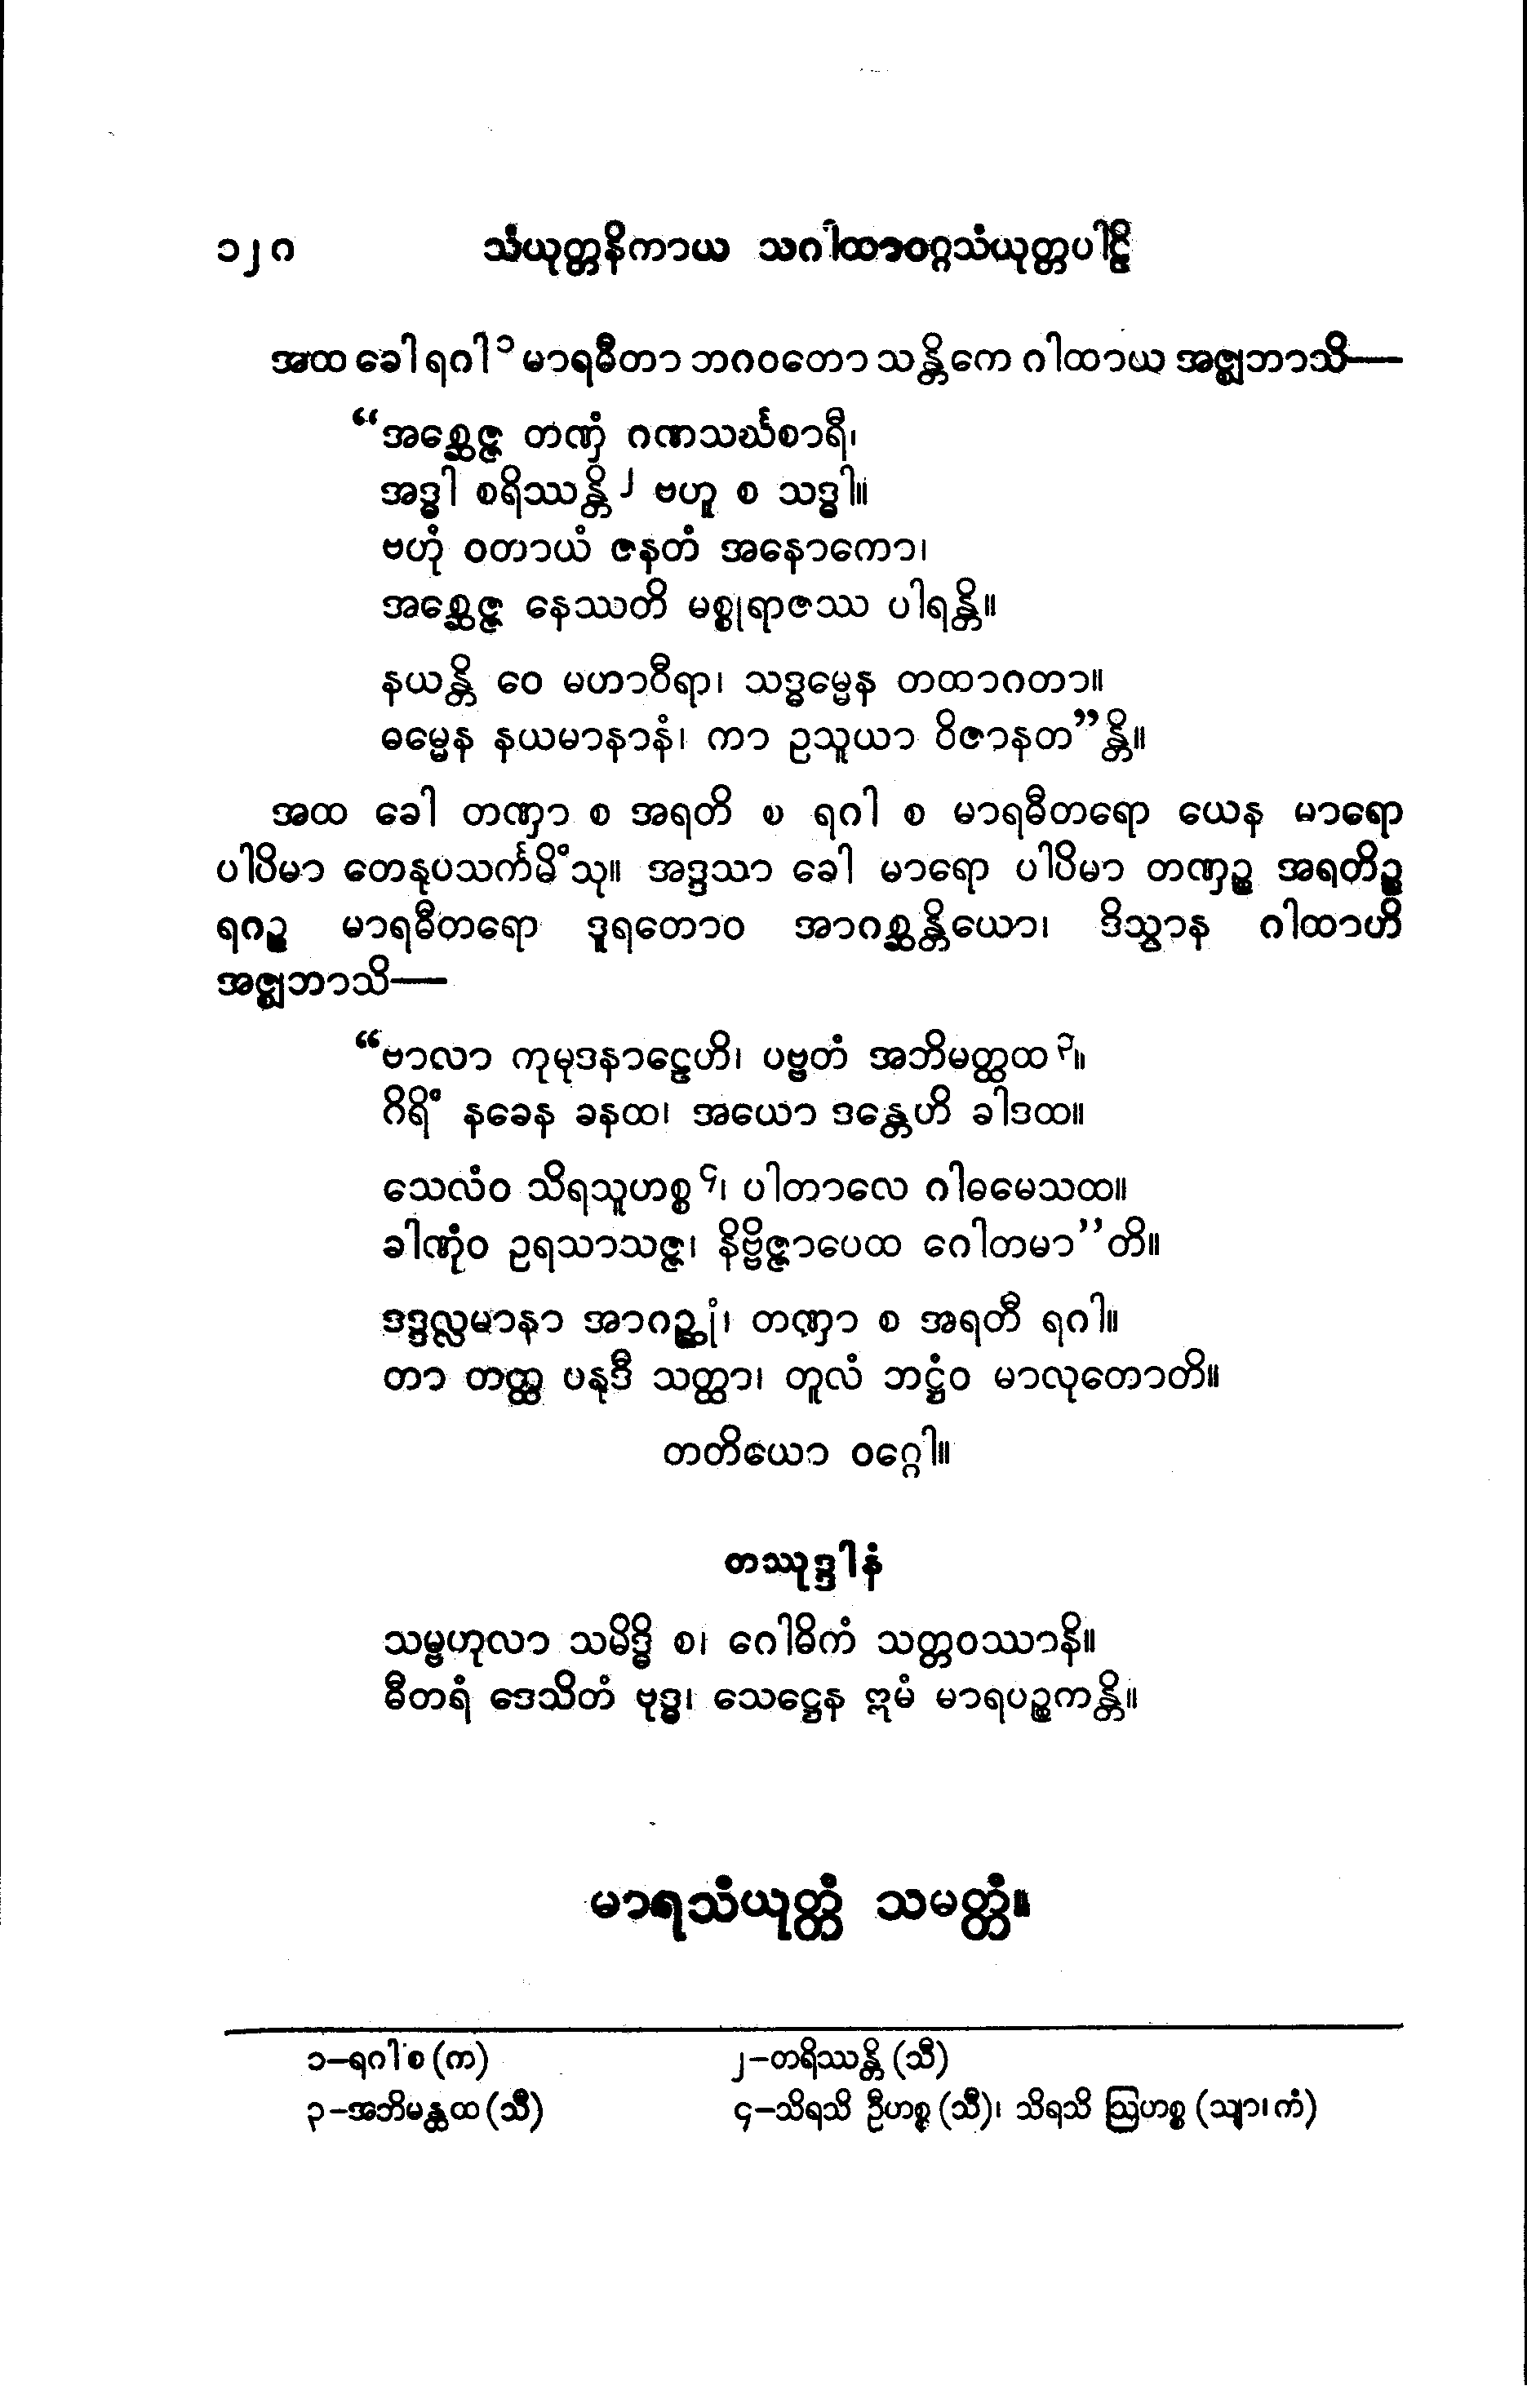 ၁၂၈ သံယုတ္တနိကာယ သဂါထာဝဂ္ဂသံယုတ္တပါဠိ
အထ ခေါ ရဂါ ၁ မာရဓီတာ ဘဂဝတော သန္တိကေ ဂါထာယ အဇ္ဈဘာသိ—
“အစ္ဆေဇ္ဇ တဏှံ ဂဏသင်္ဃစာရီ၊
အဒ္ဓါ စရိဿန္တိ ၂ ဗဟူ စ သဒ္ဓါ။
ဗဟုံ ဝတာယံ ဇနတံ အနောကော၊
အစ္ဆေဇ္ဇ နေဿတိ မစ္စုရာဇဿ ပါရန္တိ။
နယန္တိ ဝေ မဟာဝီရာ၊ သဒ္ဓမ္မေန တထာဂတာ။
ဓမ္မေန နယမာနာနံ၊ ကာ ဥသူယာ ဝိဇာနတ”န္တိ။
အထ ခေါ တဏှာ စ အရတိ စ ရဂါ စ မာရဓီတရော ယေန မာရော
ပါပိမာ တေနုပသင်္ကမိံသု။ အဒ္ဒသာ ခေါ မာရော ပါပိမာ တဏှဉ္စ အရတိဉ္စ
ရဂဉ္စ မာရဓီတရော ဒူရတောဝ အာဂစ္ဆန္တိယော၊ ဒိသွာန ဂါထာဟိ
အဇ္ဈဘာသိ—
“ဗာလာ ကုမုဒနာဠေဟိ၊ ပဗ္ဗတံ အဘိမတ္ထထ ၃။
ဂိရိံ နခေန ခနထ၊ အယော ဒန္တေဟိ ခါဒထ။
သေလံဝ သိရသူဟစ္စ ၄၊ ပါတာလေ ဂါဓမေသထ။
ခါဏုံဝ ဥရသာသဇ္ဇ၊ နိဗ္ဗိဇ္ဇာပေထ ဂေါတမာ”တိ။
ဒဒ္ဒလ္လမာနာ အာဂဉ္ဆုံ၊ တဏှာ စ အရတီ ရဂါ။
တာ တတ္ထ ပနုဒီ သတ္ထာ၊ တူလံ ဘဋ္ဌံဝ မာလုတောတိ။
တတိယော ဝဂ္ဂေါ။
တဿုဒ္ဒါနံ
သမ္ဗဟုလာ သမိဒ္ဓိ စ၊ ဂေါဓိကံ သတ္တဝဿာနိ။
ဓီတရံ ဒေသိတံ ဗုဒ္ဓ၊ သေဋ္ဌေန ဣမံ မာရပဉ္စကန္တိ။
မာရသံယုတ္တံ သမတ္တံ။
၁–ရဂါ စ (က) ၂–တရိဿန္တိ (သီ)
၃–အဘိမန္ထထ (သီ) ၄–သိရသိ ဦဟစ္စ (သီ)၊ သိရသိ ဩဟစ္စ (သျာ၊ ကံ)